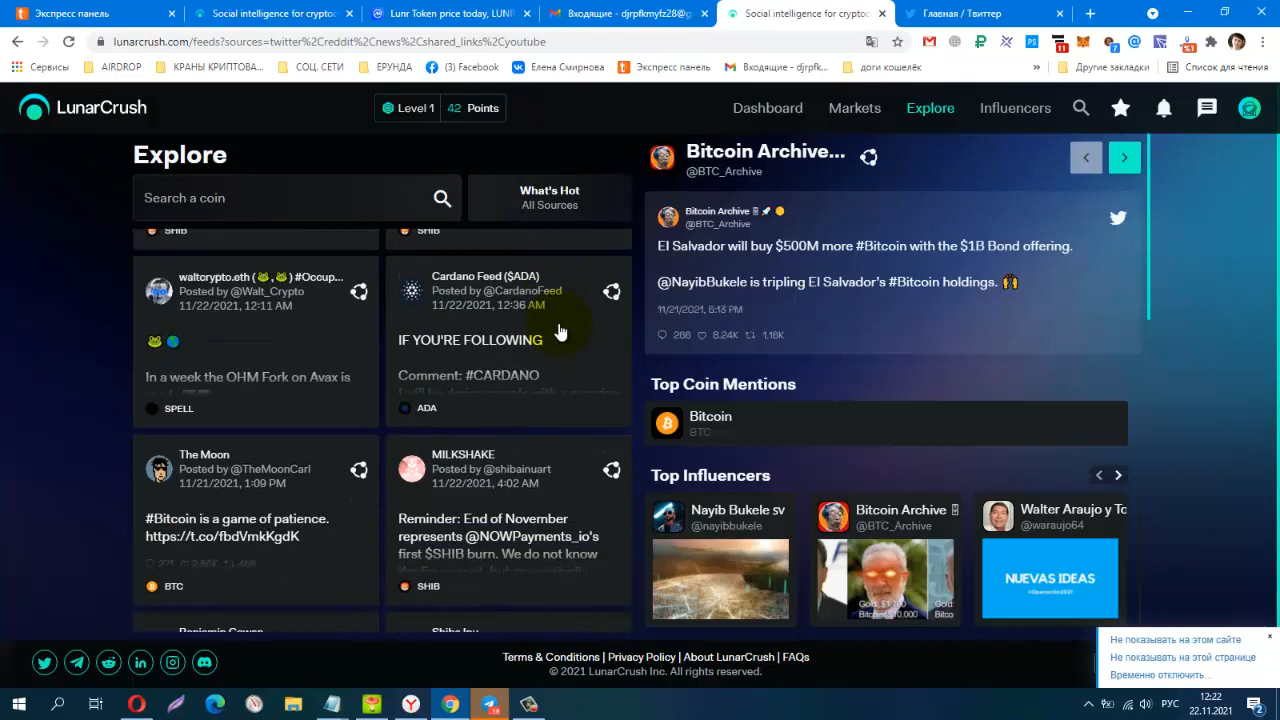 Экспресс панель
Social intelligence for cryptoc
Lunr Token price today, LUNR
Входящие - djrpfkmyfz28@g
Social intelligence for cryptoc
Главная / Твиттер
lunarcrush.com/feeds?sources=twitter%2Creddit%2Cnews%2Cshared_links%2Cyoutube
Сервисы
AIRDROP
КРАНЫ КРИПТОВА...
СОЦ. СЕТИ
ЕРУНДА
(3) Facebook
Елена Смирнова
Экспресс панель
Входящие - djrpfk...
доги кошелёк
»
Другие закладки
Список для чтения
LunarCrush
Level 1
42 Points
Dashboard
Markets
Explore
Influencers
Explore
Search a coin
What's Hot
All Sources
SHIB
SHIB
waltcrypto.eth (🐸,🐸) #Occup...
Posted by @Walt_Crypto
11/22/2021, 12:11 AM
🐸 🌎
In a week the OHM Fork on Avax is
SPELL
Cardano Feed ($ADA)
Posted by @CardanoFeed
11/22/2021, 12:36 AM
IF YOU'RE FOLLOWING
Comment: #CARDANO
ADA
The Moon
Posted by @TheMoonCarl
11/21/2021, 1:09 PM
#Bitcoin is a game of patience.
https://t.co/bdVmkKgdK
BTC
MILKSHAKE
Posted by @shibainuart
11/22/2021, 4:02 AM
Reminder: End of November
represents @NOWPayments_io's
first $SHIB burn. We do not know
SHIB
Bitcoin Archive...
@BTC_Archive
Bitcoin Archive
@BTC_Archive
El Salvador will buy $500M more #Bitcoin with the $1B Bond offering.
@NayibBukele is tripling El Salvador's #Bitcoin holdings. 🙌
11/21/2021, 6:13 PM
266 8.24K 1.16K
Top Coin Mentions
Bitcoin
BTC
Top Influencers
Nayib Bukele sv
@nayibbukele
Bitcoin Archive
@BTC_Archive
Walter Araujo y To
@waraujo64
NUEVAS IDEAS
Terms & Conditions | Privacy Policy | About LunarCrush | FAQs
© 2021 LunarCrush Inc. All rights reserved.
Не показывать на этом сайте
Не показывать на этой странице
Временно отключить...
РУС
12:22
22.11.2021